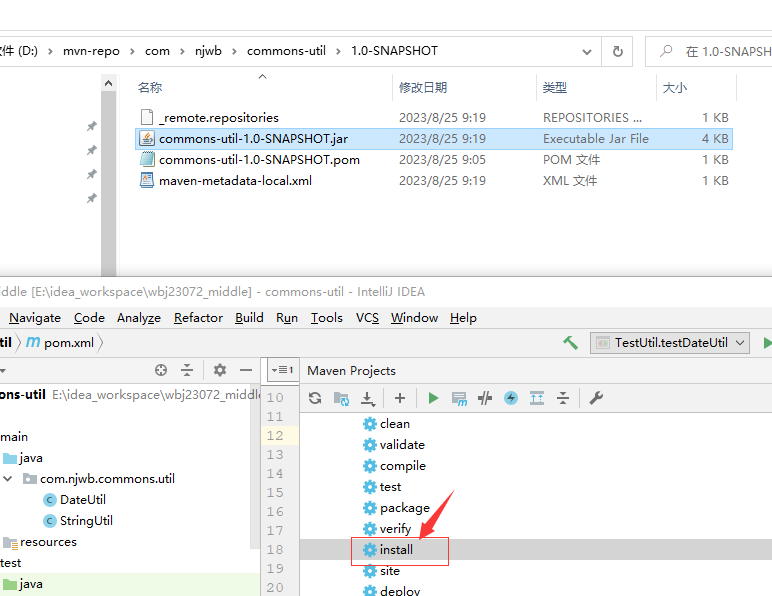 件 (D:) › mvn-repo › com › njwb › commons-util › 1.0-SNAPSHOT 在 1.0-SNAPSH
名称 修改日期 类型 大小
_remote.repositories 2023/8/25 9:19 REPOSITORIES ... 1 KB
commons-util-1.0-SNAPSHOT.jar 2023/8/25 9:19 Executable Jar File 4 KB
commons-util-1.0-SNAPSHOT.pom 2023/8/25 9:05 POM 文件 1 KB
maven-metadata-local.xml 2023/8/25 9:19 XML 文件 1 KB
ddle [E:\idea_workspace\wbj23072_middle] - commons-util - IntelliJ IDEA
Navigate Code Analyze Refactor Build Run Tools VCS Window Help
til m pom.xml TestUtil.testDateUtil
1 Maven Projects
ons-util E:\idea_workspace\wbj23072_middle
main
java
com.njwb.commons.util
DateUtil
StringUtil
resources
test
java
10
11
12
13
14
15
16
17
18
19
20
clean
validate
compile
test
package
verify
install
site
deploy